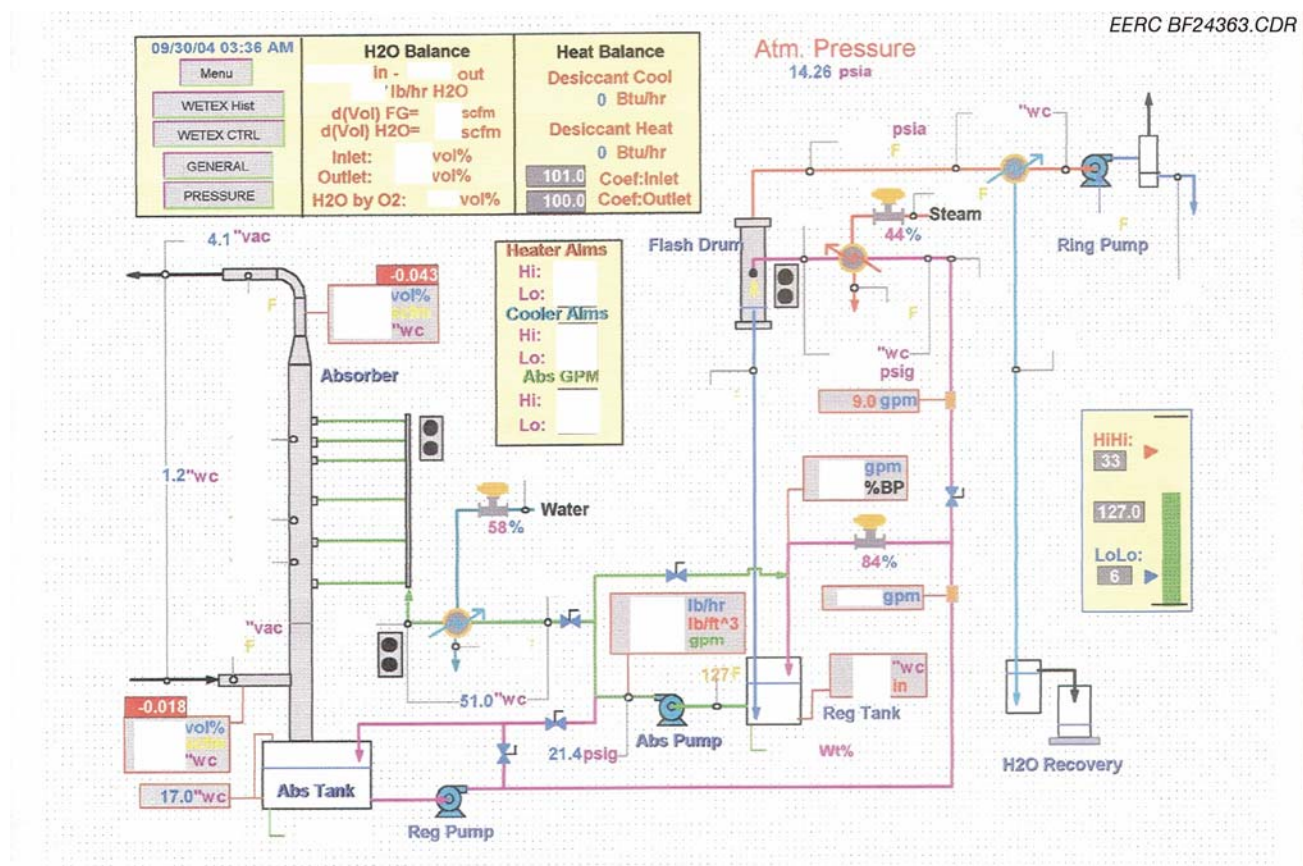 EERC BF24363.CDR
09/30/04 03:36 AM
Menu
WETEX Hist
WETEX CTRL
GENERAL
PRESSURE
H2O Balance
in - out
lb/hr H2O
d(Vol) FG= scfm
d(Vol) H2O= scfm
Inlet: vol%
Outlet: vol%
H2O by O2: vol%
Heat Balance
Desiccant Cool
0 Btu/hr
Desiccant Heat
0 Btu/hr
101.0 Coef:Inlet
100.0 Coef:Outlet
Atm. Pressure
14.26 psia
psia
F
"wc
F
F
Ring Pump
Steam
44%
Flash Drum
F
"wc
psig
9.0 gpm
4.1"vac
F
-0.043
vol%
"wc
Absorber
Heater Alms
Hi:
Lo:
Cooler Alms
Hi:
Lo:
Abs GPM
Hi:
Lo:
1.2"wc
Water
58%
gpm
%BP
84%
gpm
HiHi:
33
127.0
LoLo:
6
"vac
F
lb/hr
lb/ft^3
gpm
51.0"wc
127F
"wc
in
Reg Tank
-0.018
vol%
"wc
17.0"wc
Abs Tank
Reg Pump
21.4psig
Abs Pump
Wt%
H2O Recovery